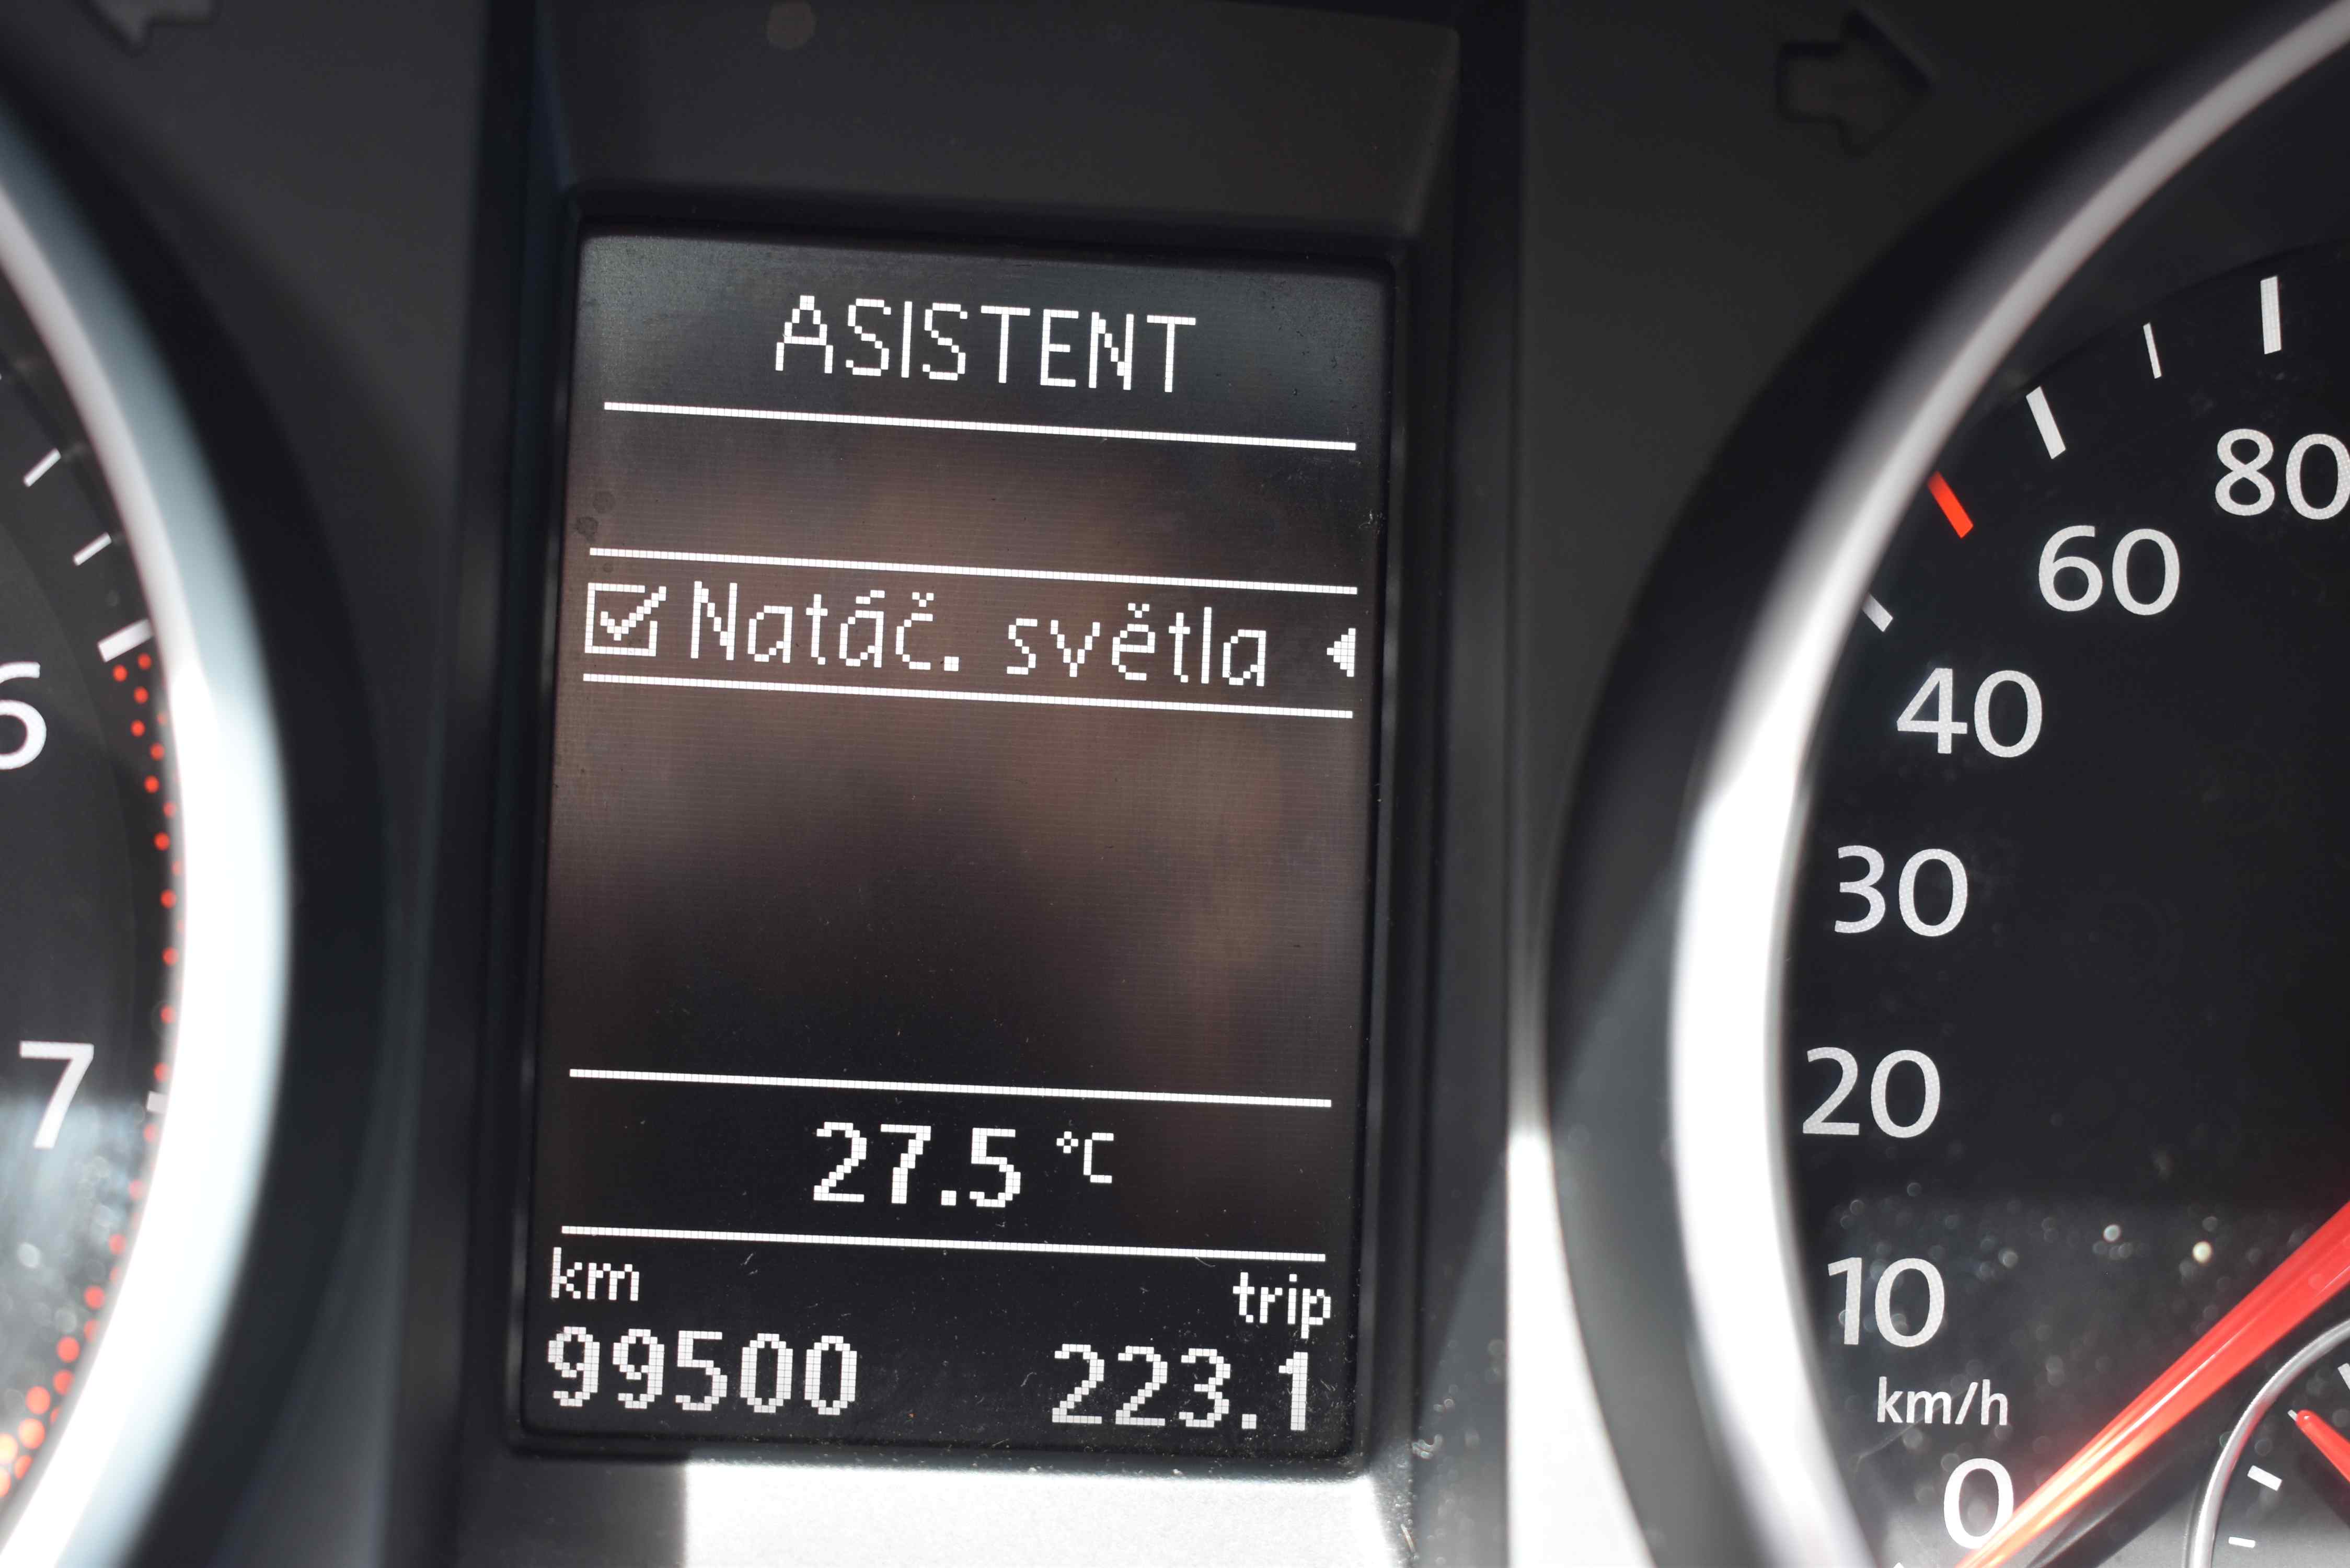 ASISTENT
Natáč. světla
27.5 °C
km trip
99500 223.1
6
7
80
60
40
30
20
10
km/h
0